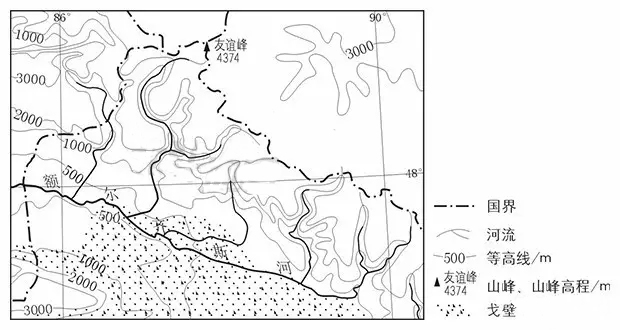 86°
90°
1000
友谊峰
4374
3000
3000
2000
1000
500
48°
额
尔
500
齐
斯
河
1000
2000
3000
国界
河流
500 等高线/m
友谊峰
4374 山峰、山峰高程/m
戈壁